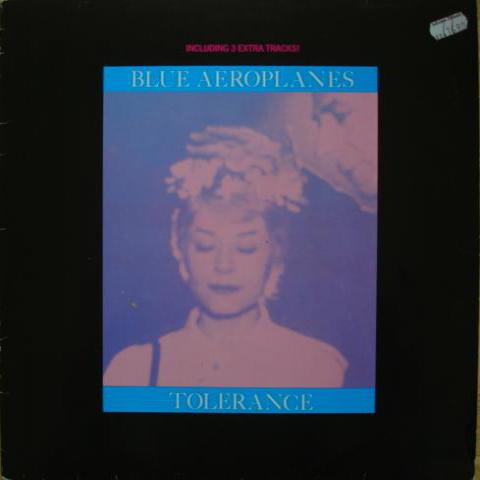 INCLUDING 3 EXTRA TRACKS!
BLUE AEROPLANES
TOLERANCE